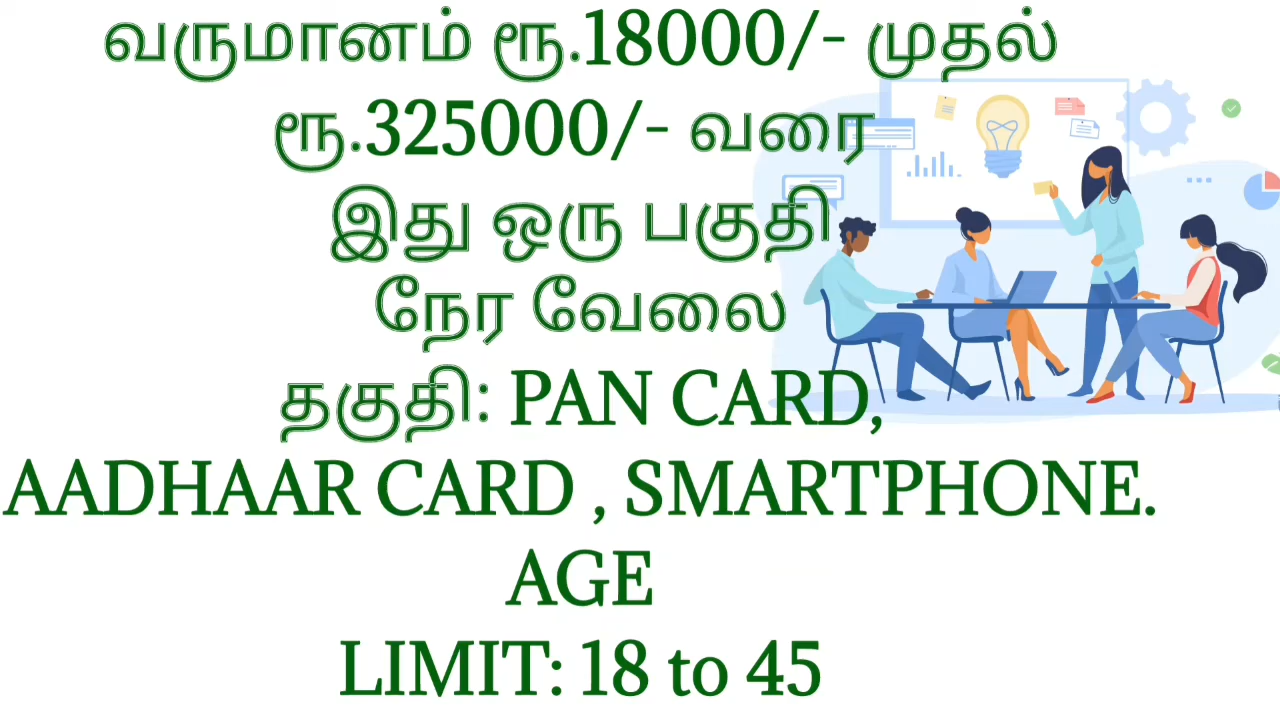 வருமானம் ரூ.18000/- முதல்
ரூ.325000/- வரை
இது ஒரு பகுதி
நேர வேலை
தகுதி: PAN CARD,
AADHAAR CARD , SMARTPHONE.
AGE
LIMIT: 18 to 45